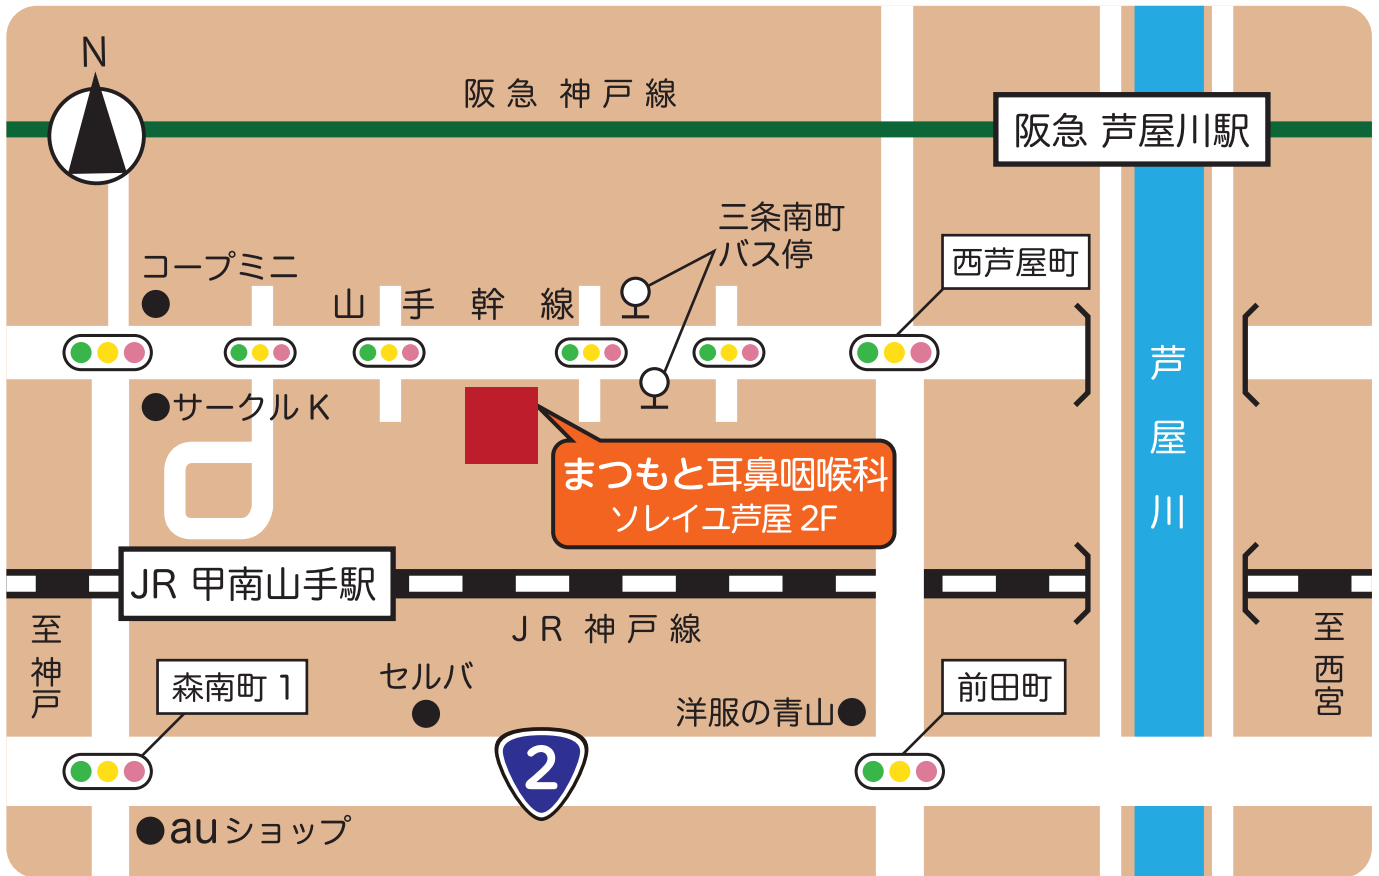 N
阪急 神戸線
阪急 芦屋川駅
三条南町
バス停
西芦屋町
コープミニ
山手幹線
サークルK
芦屋川
まつもと耳鼻咽喉科
ソレイユ芦屋 2F
JR 甲南山手駅
JR 神戸線
至神戸
至西宮
森南町 1
セルバ
洋服の青山
前田町
2
auショップ